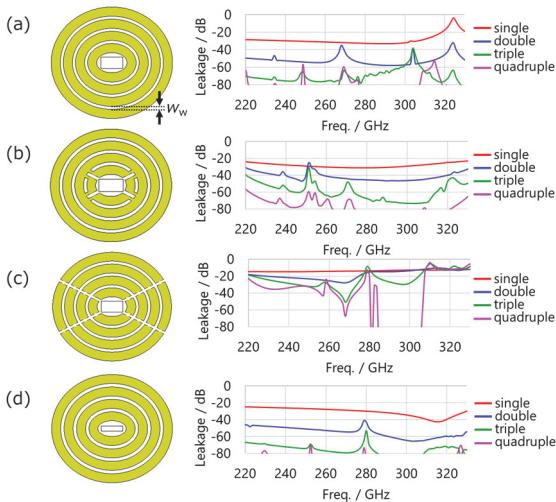 (a)
Ww
Leakage / dB
0
-20
-40
-60
-80
220 240 260 280 300 320
Freq. / GHz
single
double
triple
quadruple
(b)
Leakage / dB
0
-20
-40
-60
-80
220 240 260 280 300 320
Freq. / GHz
single
double
triple
quadruple
(c)
Leakage / dB
0
-20
-40
-60
-80
220 240 260 280 300 320
Freq. / GHz
single
double
triple
quadruple
(d)
Leakage / dB
0
-20
-40
-60
-80
220 240 260 280 300 320
Freq. / GHz
single
double
triple
quadruple